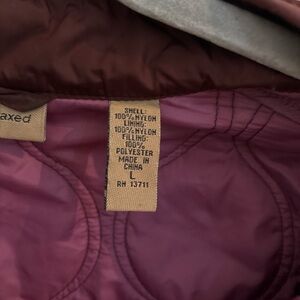 axed
SHELL:
100% NYLON
LINING:
100% NYLON
FILLING:
100%
POLYESTER
MADE IN
CHINA
L
RN 13711